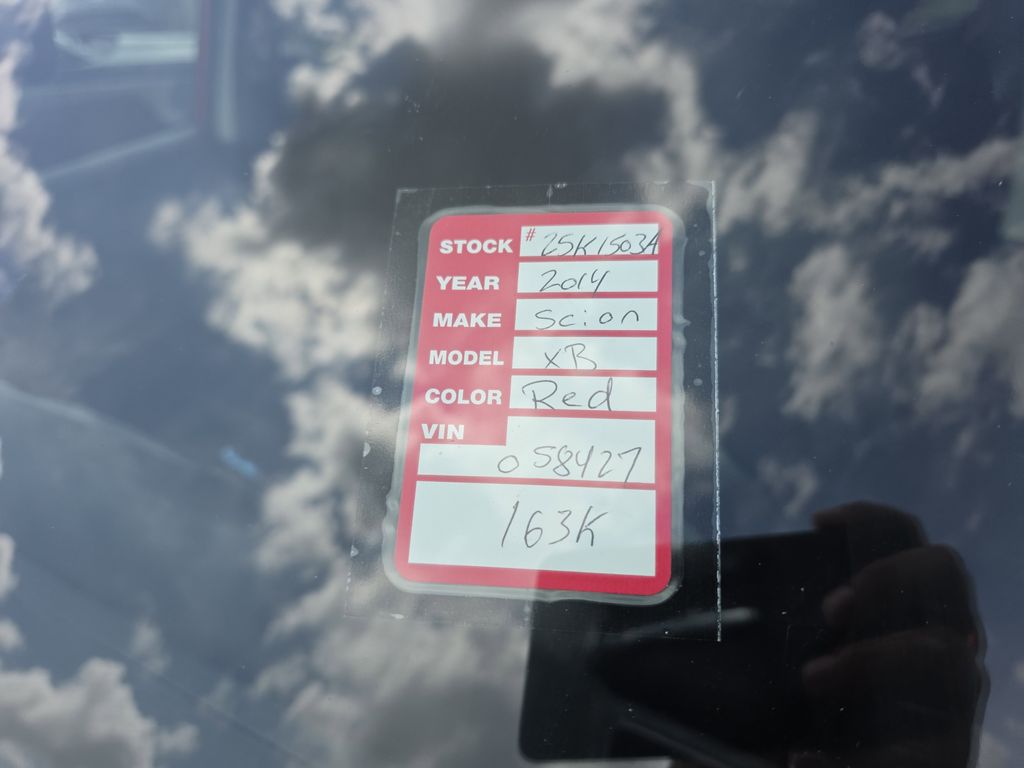 STOCK # 25K1503A
YEAR 2014
MAKE Scion
MODEL xB
COLOR Red
VIN
058427
163K